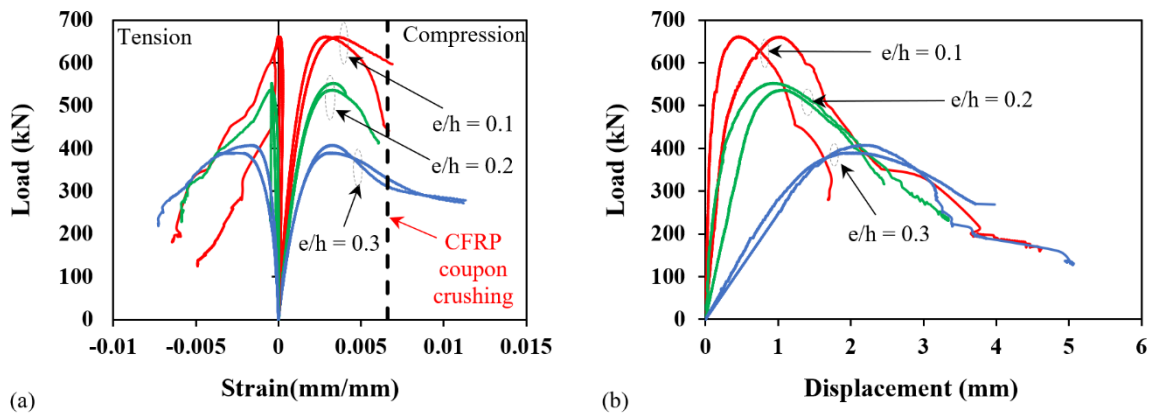 700
600
500
400
300
200
100
0
Load (kN)
Tension
Compression
e/h = 0.1
e/h = 0.2
e/h = 0.3
CFRP
coupon
crushing
-0.01 -0.005 0 0.005 0.01 0.015
Strain(mm/mm)
(a)
700
600
500
400
300
200
100
0
Load (kN)
e/h = 0.1
e/h = 0.2
e/h = 0.3
0 1 2 3 4 5 6
Displacement (mm)
(b)